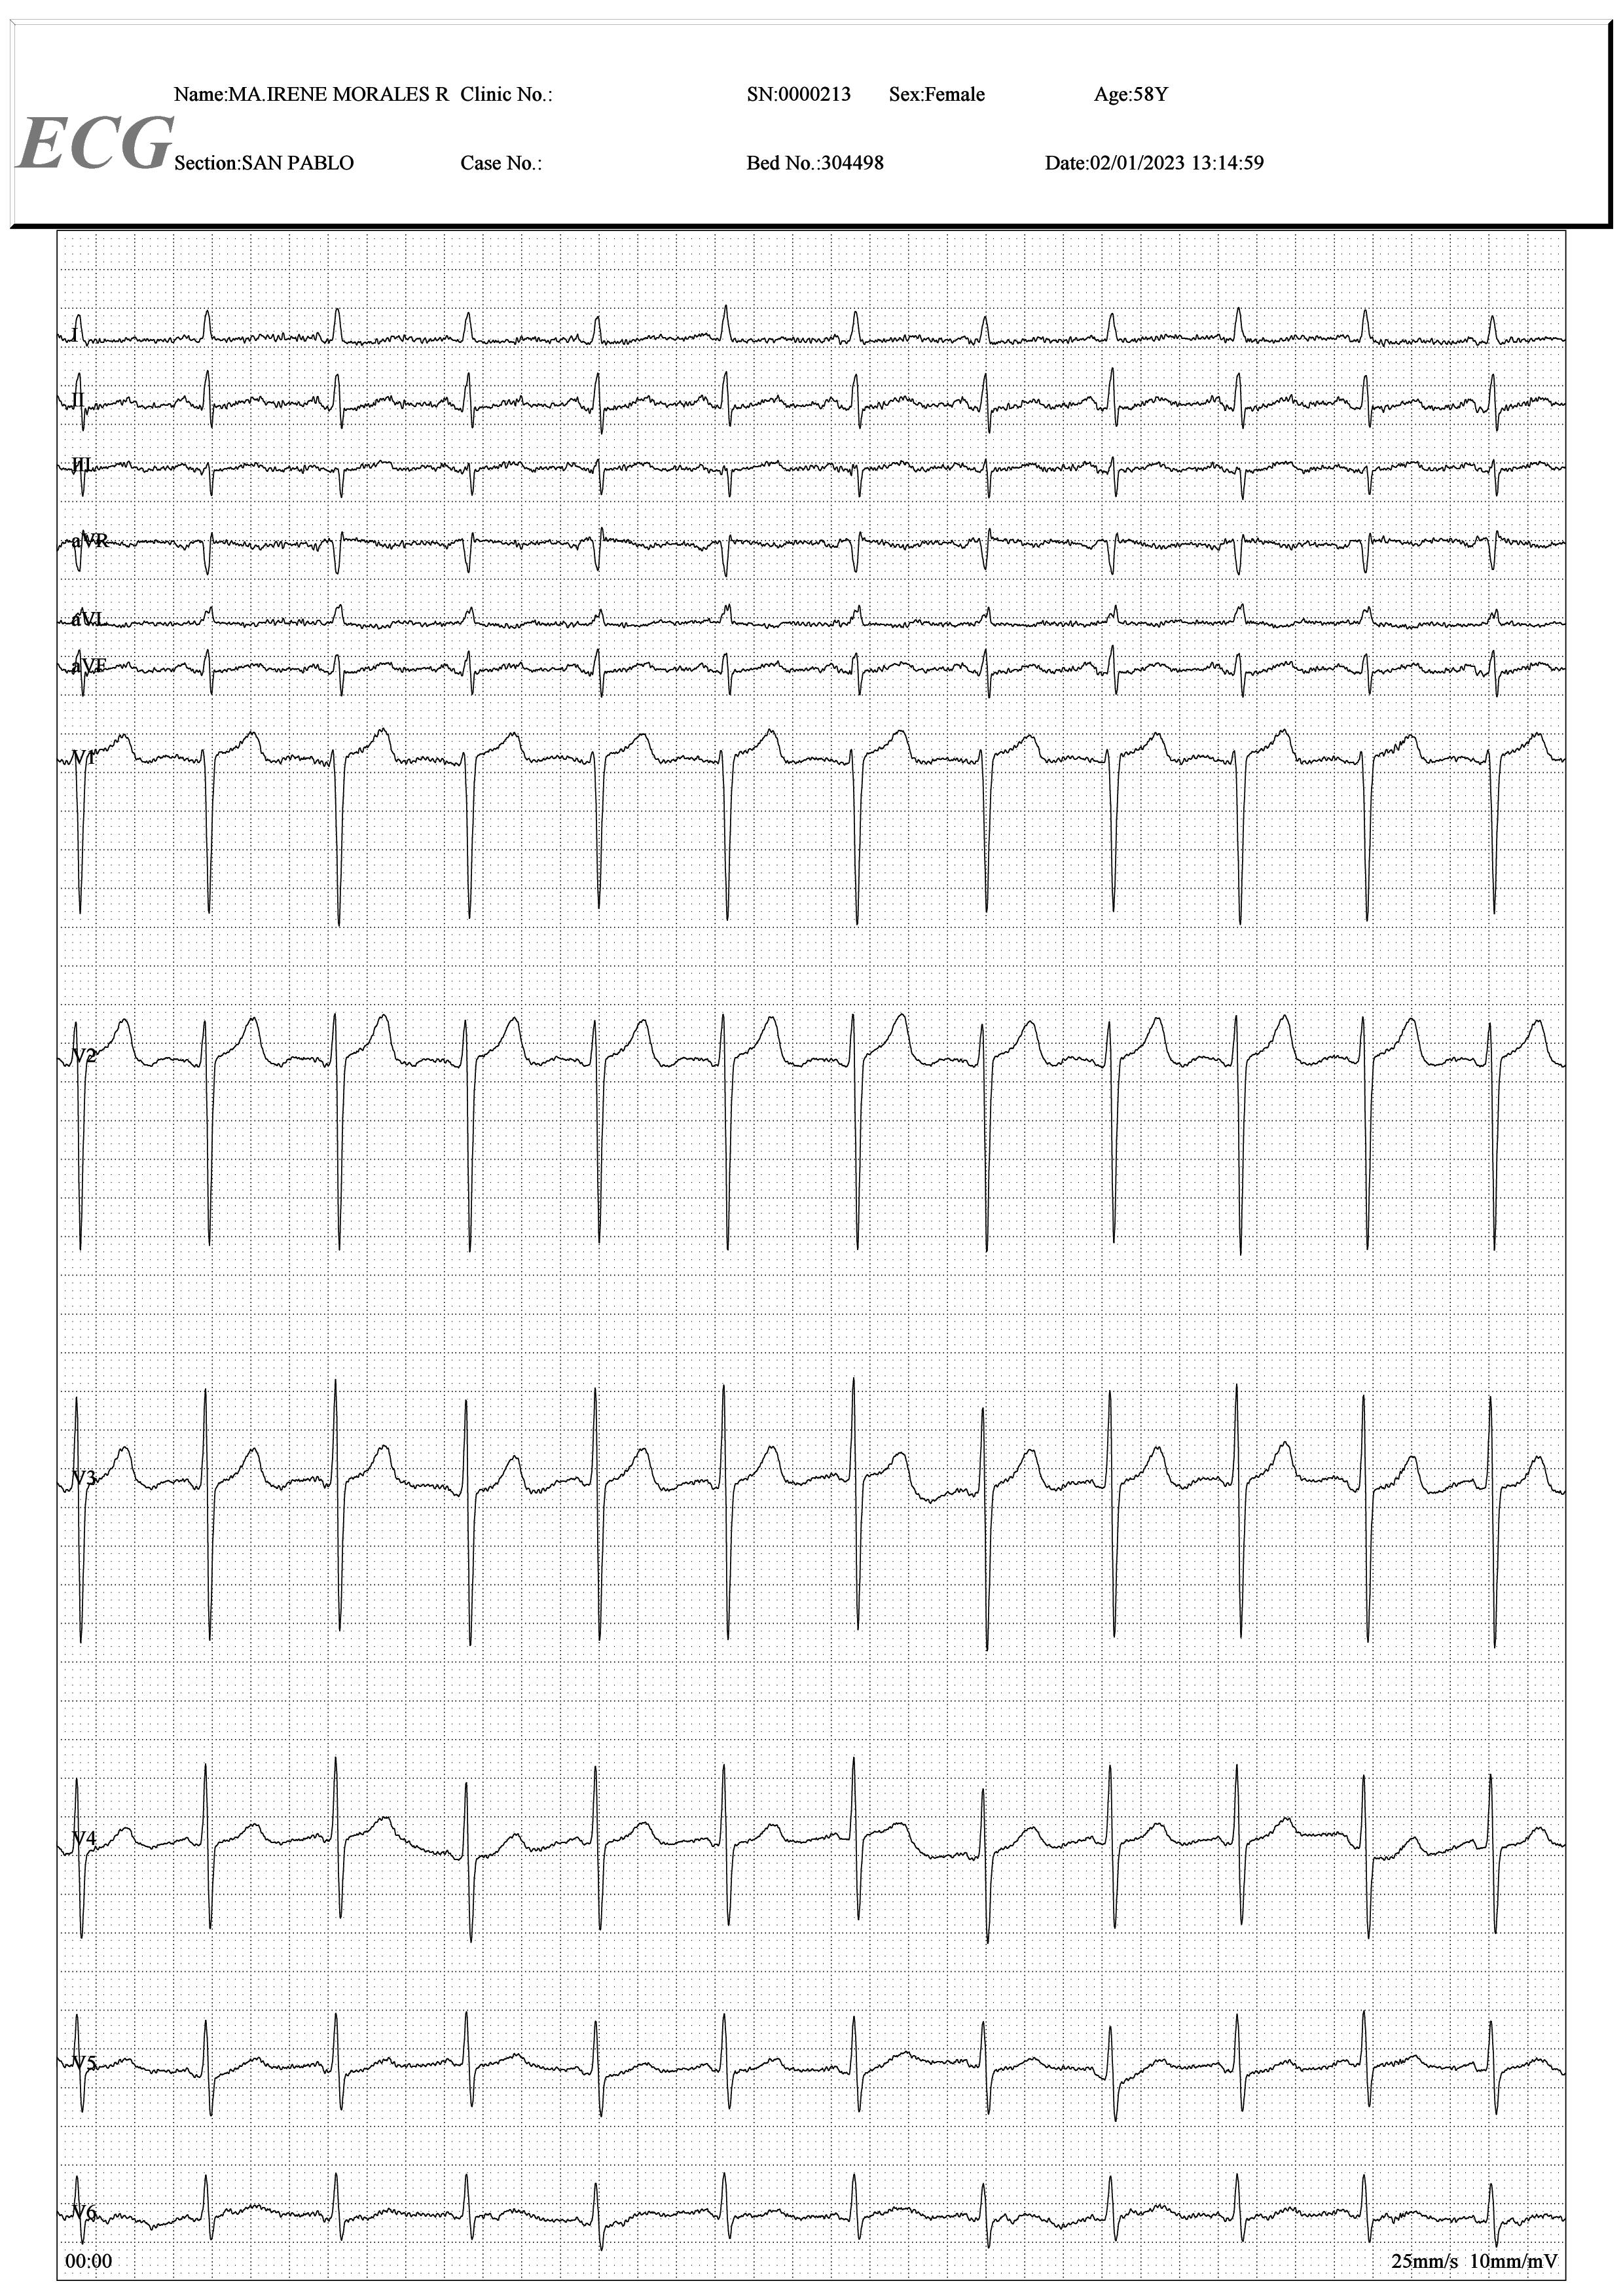 Name:MA.IRENE MORALES R Clinic No.: SN:0000213 Sex:Female Age:58Y
ECG
Section:SAN PABLO Case No.: Bed No.:304498 Date:02/01/2023 13:14:59
I
II
III
aVR
aVL
aVF
V1
V2
V3
V4
V5
V6
00:00 25mm/s 10mm/mV